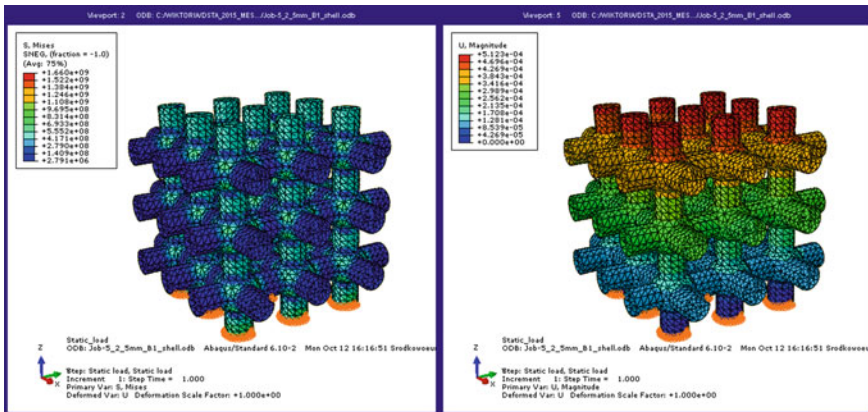 Viewport: 2 ODB: C:/WIKTORIA/DSTA_2015_MES.../Job-5_2_5mm_B1_shell.odb
S, Mises
SNEG, (fraction = -1.0)
(Avg: 75%)
+1.660e+09
+1.522e+09
+1.384e+09
+1.246e+09
+1.108e+09
+9.695e+08
+8.314e+08
+6.933e+08
+5.552e+08
+4.171e+08
+2.790e+08
+1.409e+08
+2.791e+06
Static_load
ODB: Job-5_2_5mm_B1_shell.odb Abaqus/Standard 6.10-2 Mon Oct 12 16:16:51 Srodkowoeu
Z
X
Step: Static load, Static load
Increment 1: Step Time = 1.000
Primary Var: S, Mises
Deformed Var: U Deformation Scale Factor: +1.000e+00
Viewport: 5 ODB: C:/WIKTORIA/DSTA_2015_MES.../Job-5_2_5mm_B1_shell.odb
U, Magnitude
+5.123e-04
+4.696e-04
+4.269e-04
+3.843e-04
+3.416e-04
+2.989e-04
+2.562e-04
+2.135e-04
+1.708e-04
+1.281e-04
+8.539e-05
+4.269e-05
+0.000e+00
Static_load
ODB: Job-5_2_5mm_B1_shell.odb Abaqus/Standard 6.10-2 Mon Oct 12 16:16:51 Srodkowoeu
Z
X
Step: Static load, Static load
Increment 1: Step Time = 1.000
Primary Var: U, Magnitude
Deformed Var: U Deformation Scale Factor: +1.000e+00